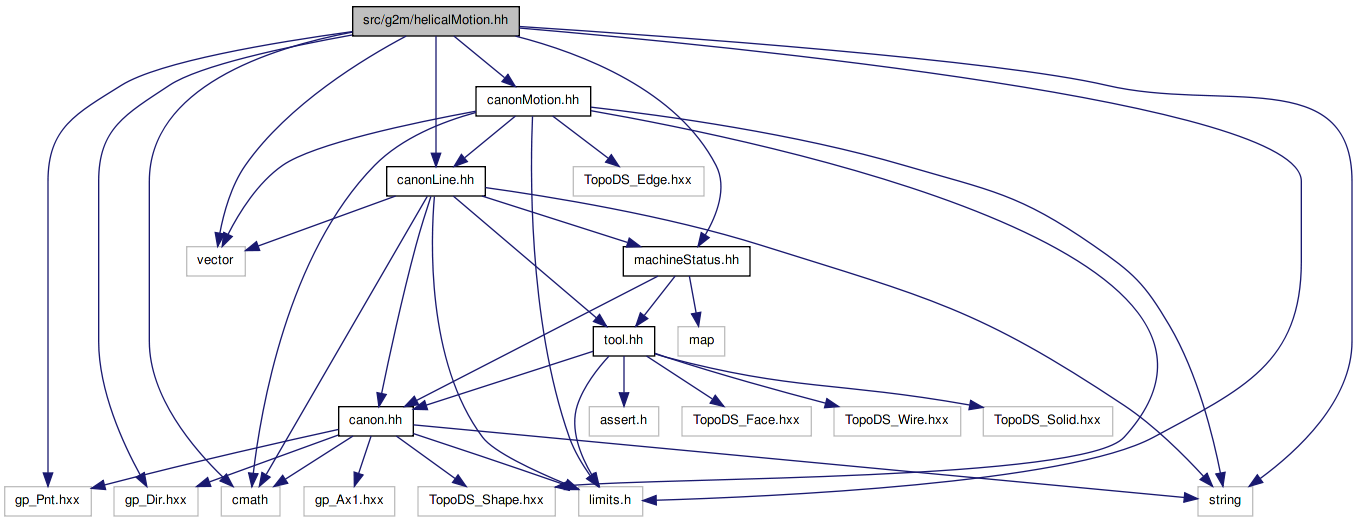 src/g2m/helicalMotion.hh
canonMotion.hh
canonLine.hh
TopoDS_Edge.hxx
vector
machineStatus.hh
tool.hh
map
canon.hh
assert.h
TopoDS_Face.hxx
TopoDS_Wire.hxx
TopoDS_Solid.hxx
gp_Pnt.hxx
gp_Dir.hxx
cmath
gp_Ax1.hxx
TopoDS_Shape.hxx
limits.h
string